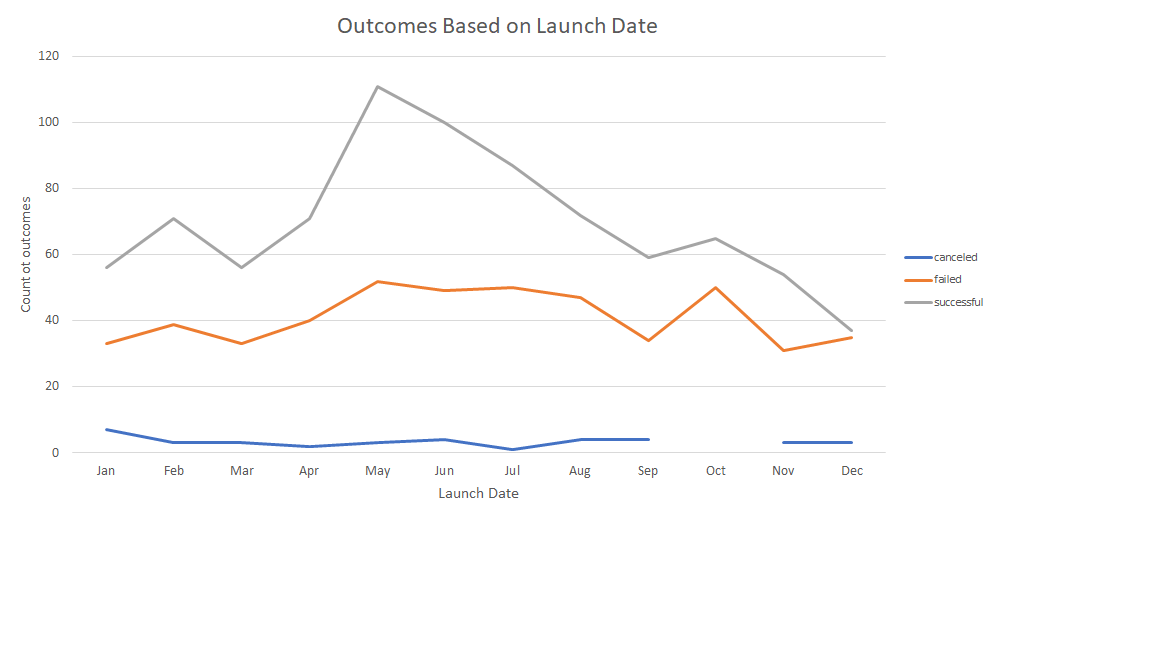 Outcomes Based on Launch Date
120
100
80
60
40
20
0
Count ot outcomes
Jan Feb Mar Apr May Jun Jul Aug Sep Oct Nov Dec
Launch Date
canceled
failed
successful